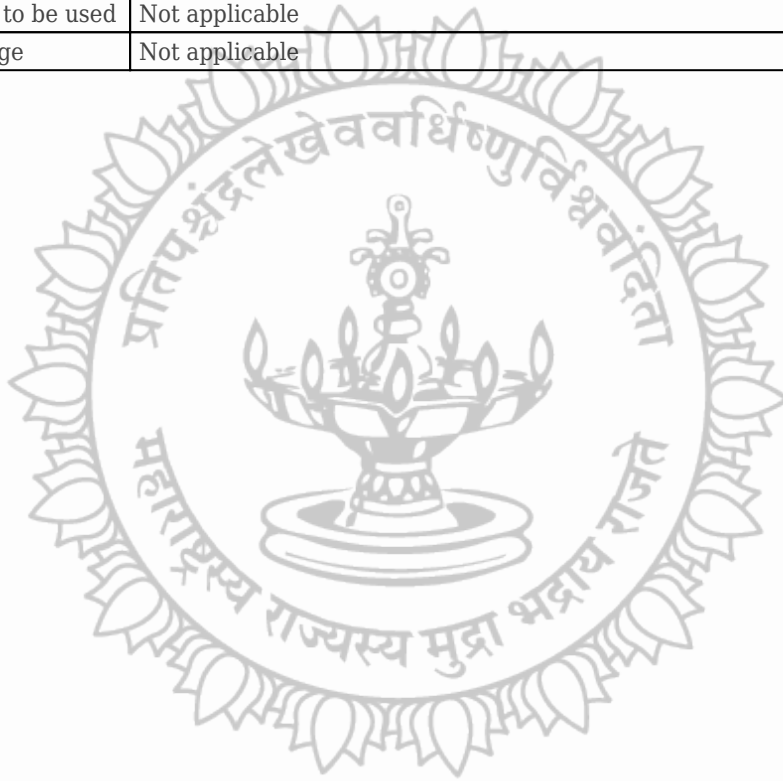 to be used Not applicable
ge Not applicable
प्रतिपश्चंद्रलेखेववर्धिष्णुर्विश्ववंदिता
महाराष्ट्रस्य राज्यस्य मुद्रा भद्राय राजते